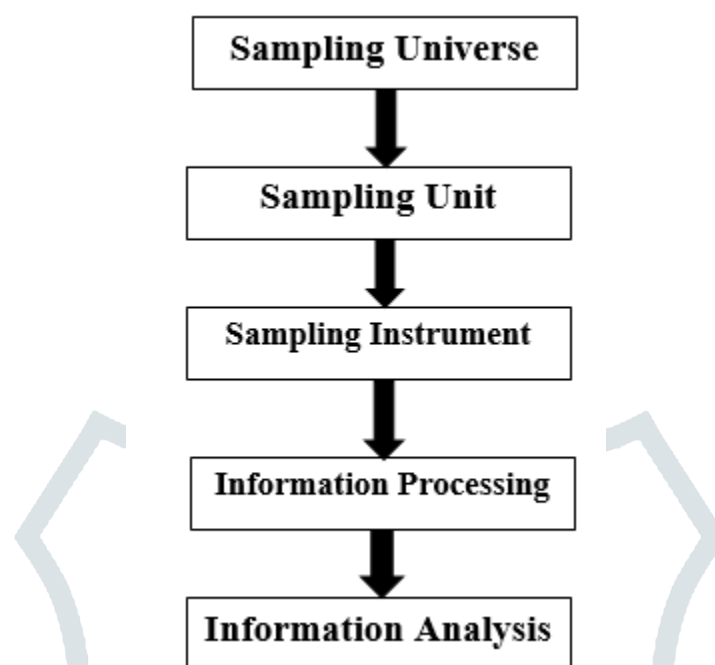 Sampling Universe
Sampling Unit
Sampling Instrument
Information Processing
Information Analysis